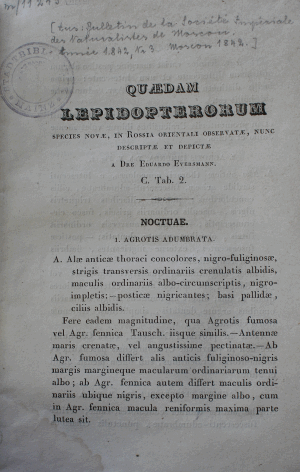 [Aus: Bulletin de la Société Impériale
des Naturalistes de Moscou.
Année 1842, No 3. Moscou 1842.]
QUÆDAM
LEPIDOPTERORUM
SPECIES NOVÆ, IN ROSSIA ORIENTALI OBSERVATÆ, NUNC
DESCRIPTÆ ET DEPICTÆ
A DRE EDUARDO EVERSMANN.
C. Tab. 2.
NOCTUAE.
1. AGROTIS ADUMBRATA.
A. Alæ anticæ thoraci concolores, nigro-fuliginosæ,
strigis transversis ordinariis crenulatis albidis,
maculis ordinariis albo-circumscriptis, nigro-
impletis:—posticæ nigricantes; basi pallidæ,
ciliis albidis.
Fere eadem magnitudine, qua Agrotis fumosa
vel Agr. fennica Tausch. iisque similis.—Antennæ
maris crenatæ, vel angustissime pectinatæ.—Ab
Agr. fumosa differt alis anticis fuliginoso-nigris
margis margineque macularum ordinariarum tenui
albo; ab Agr. fennica autem differt maculis ordi-
nariis ubique nigris, excepto margine albo, cum
in Agr. fennica macula reniformis maxima parte
lutea sit.